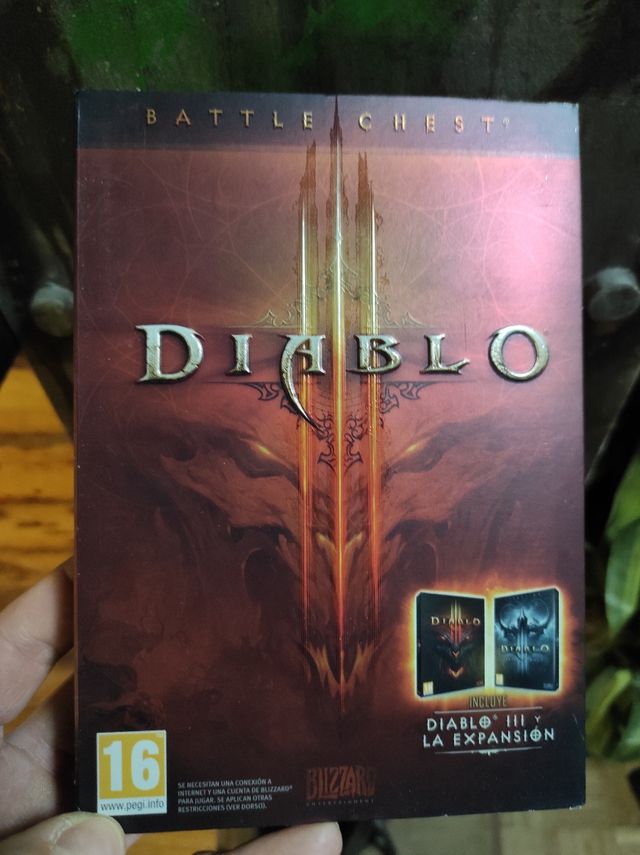 BATTLE CHEST®
DIABLO
III
DIABLO
DIABLO
INCLUYE
DIABLO® III Y
LA EXPANSIÓN
16
www.pegi.info
SE NECESITAN UNA CONEXIÓN A
INTERNET Y UNA CUENTA DE BLIZZARD®
PARA JUGAR. SE APLICAN OTRAS
RESTRICCIONES (VER DORSO).
BLIZZARD
ENTERTAINMENT